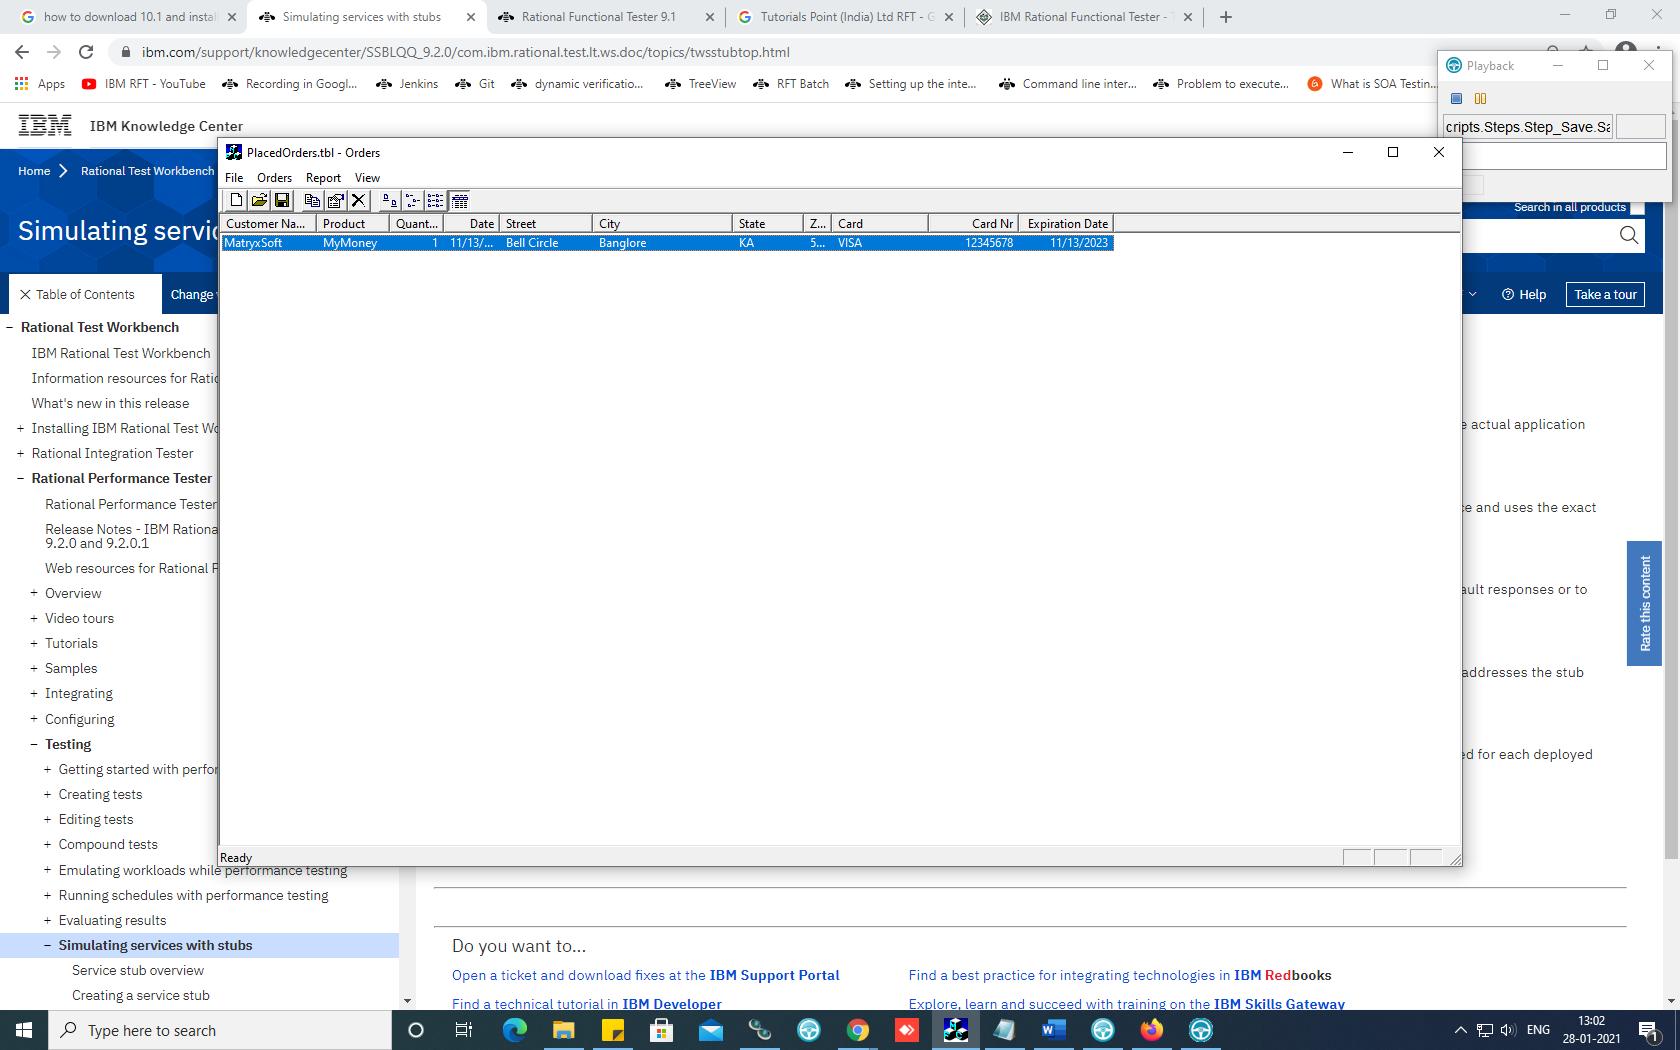 how to download 10.1 and instal
Simulating services with stubs
Rational Functional Tester 9.1
Tutorials Point (India) Ltd RFT - G
IBM Rational Functional Tester - T
ibm.com/support/knowledgecenter/SSBLQQ_9.2.0/com.ibm.rational.test.lt.ws.doc/topics/twsstubtop.html
Apps
IBM RFT - YouTube
Recording in Googl...
Jenkins
Git
dynamic verificatio...
TreeView
RFT Batch
Setting up the inte...
Command line inter...
Problem to execute...
What is SOA Testin...
Playback
cripts.Steps.Step_Save.Sa
IBM
IBM Knowledge Center
Home
Rational Test Workbench
Search in all products
Simulating servic
Table of Contents
Change
Help
Take a tour
PlacedOrders.tbl - Orders
File Orders Report View
Customer Na... Product Quant... Date Street City State Z... Card Card Nr Expiration Date
MatryxSoft MyMoney 1 11/13/... Bell Circle Banglore KA 5... VISA 12345678 11/13/2023
Ready
Rational Test Workbench
IBM Rational Test Workbench
Information resources for Ratio
What's new in this release
Installing IBM Rational Test Wo
Rational Integration Tester
Rational Performance Tester
Rational Performance Tester
Release Notes - IBM Rationa
9.2.0 and 9.2.0.1
Web resources for Rational P
Overview
Video tours
Tutorials
Samples
Integrating
Configuring
Testing
Getting started with perfor
Creating tests
Editing tests
Compound tests
Emulating workloads while performance testing
Running schedules with performance testing
Evaluating results
Simulating services with stubs
Service stub overview
Creating a service stub
e actual application
ce and uses the exact
ault responses or to
addresses the stub
ed for each deployed
Rate this content
Do you want to...
Open a ticket and download fixes at the IBM Support Portal
Find a best practice for integrating technologies in IBM Redbooks
Find a technical tutorial in IBM Developer
Explore, learn and succeed with training on the IBM Skills Gateway
Type here to search
ENG
13:02
28-01-2021
1